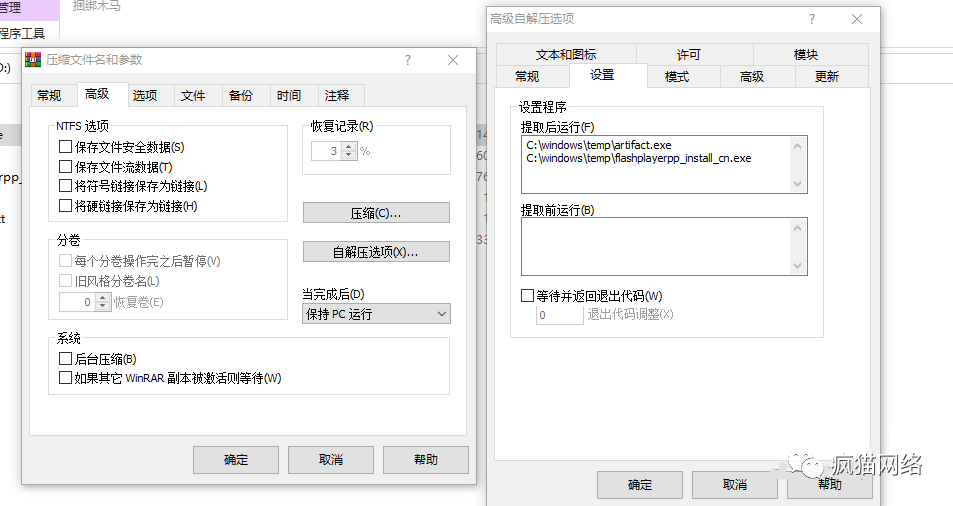 管理
捆绑木马
程序工具
):)
e
rpp_
tt
压缩文件名和参数
?
常规
高级
选项
文件
备份
时间
注释
NTFS 选项
保存文件安全数据(S)
保存文件流数据(T)
将符号链接保存为链接(L)
将硬链接保存为链接(H)
恢复记录(R)
3
%
压缩(C)...
自解压选项(X)...
分卷
每个分卷操作完之后暂停(V)
旧风格分卷名(L)
0
恢复卷(E)
当完成后(D)
保持 PC 运行
系统
后台压缩(B)
如果其它 WinRAR 副本被激活则等待(W)
确定
取消
帮助
14
60
76
1
1
33
高级自解压选项
?
文本和图标
许可
模块
常规
设置
模式
高级
更新
设置程序
提取后运行(F)
C:\windows\temp\artifact.exe
C:\windows\temp\flashplayerpp_install_cn.exe
提取前运行(B)
等待并返回退出代码(W)
0
退出代码调整(X)
确定
取消
帮助
疯猫网络